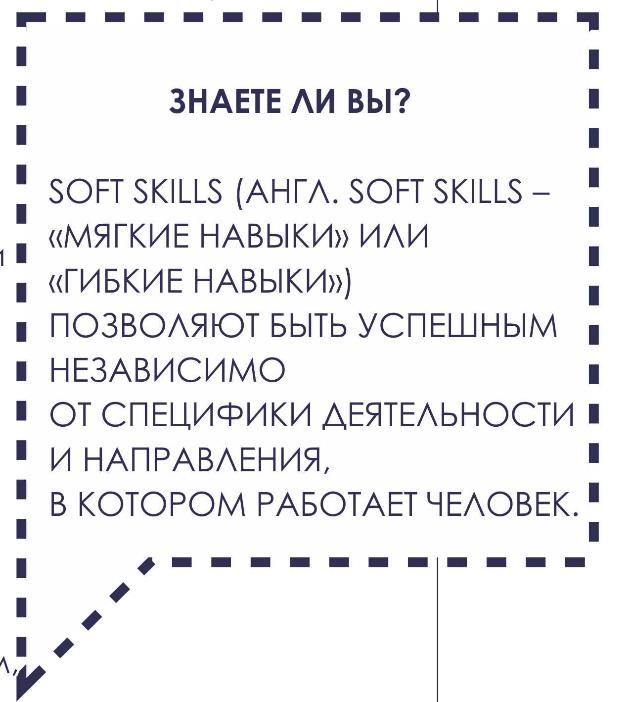 ЗНАЕТЕ ЛИ ВЫ?
SOFT SKILLS (АНГЛ. SOFT SKILLS –
«МЯГКИЕ НАВЫКИ» ИЛИ
«ГИБКИЕ НАВЫКИ»)
ПОЗВОЛЯЮТ БЫТЬ УСПЕШНЫМ
НЕЗАВИСИМО
ОТ СПЕЦИФИКИ ДЕЯТЕЛЬНОСТИ
И НАПРАВЛЕНИЯ,
В КОТОРОМ РАБОТАЕТ ЧЕЛОВЕК.